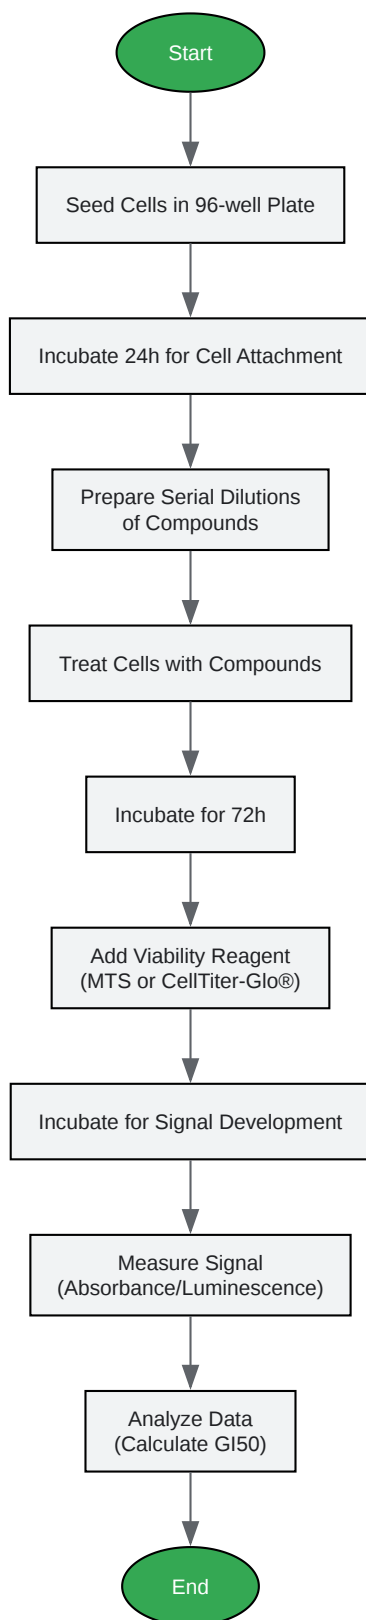 Start
Seed Cells in 96-well Plate
Incubate 24h for Cell Attachment
Prepare Serial Dilutions
of Compounds
Treat Cells with Compounds
Incubate for 72h
Add Viability Reagent
(MTS or CellTiter-Glo®)
Incubate for Signal Development
Measure Signal
(Absorbance/Luminescence)
Analyze Data
(Calculate GI50)
End